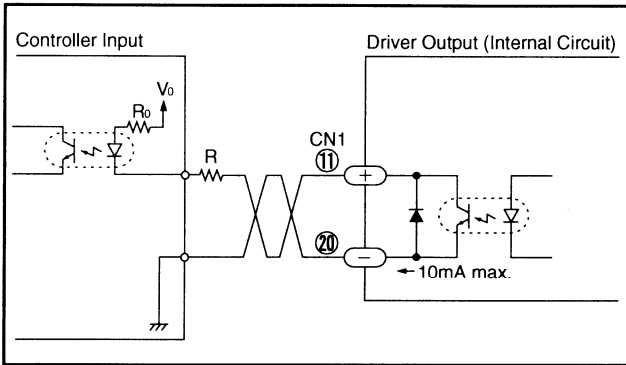 Controller Input
Driver Output (Internal Circuit)
V₀
R₀
R
CN1
⑪
+
⑳
−
← 10mA max.